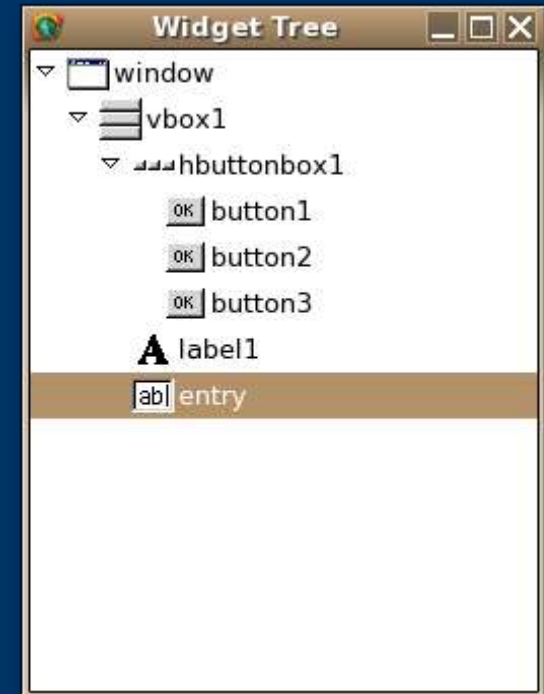 Widget Tree
window
vbox1
hbuttonbox1
OK button1
OK button2
OK button3
A label1
abl entry